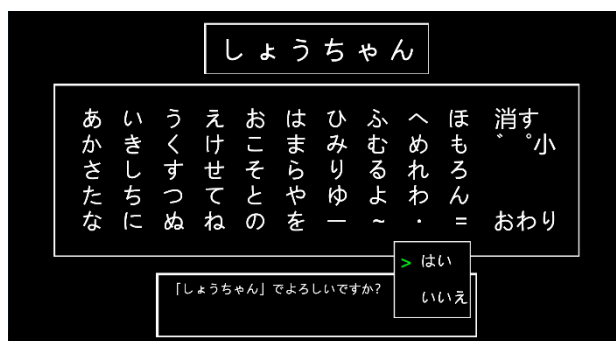 しょうちゃん
あ い う え お は ひ ふ へ ほ 消す
か き く け こ ま み む め も ゛ ゜ 小
さ し す せ そ ら り る れ ろ
た ち つ て と や ゆ よ わ ん
な に ぬ ね の を ー ~ ・ = おわり
> はい
「しょうちゃん」でよろしいですか?
いいえ